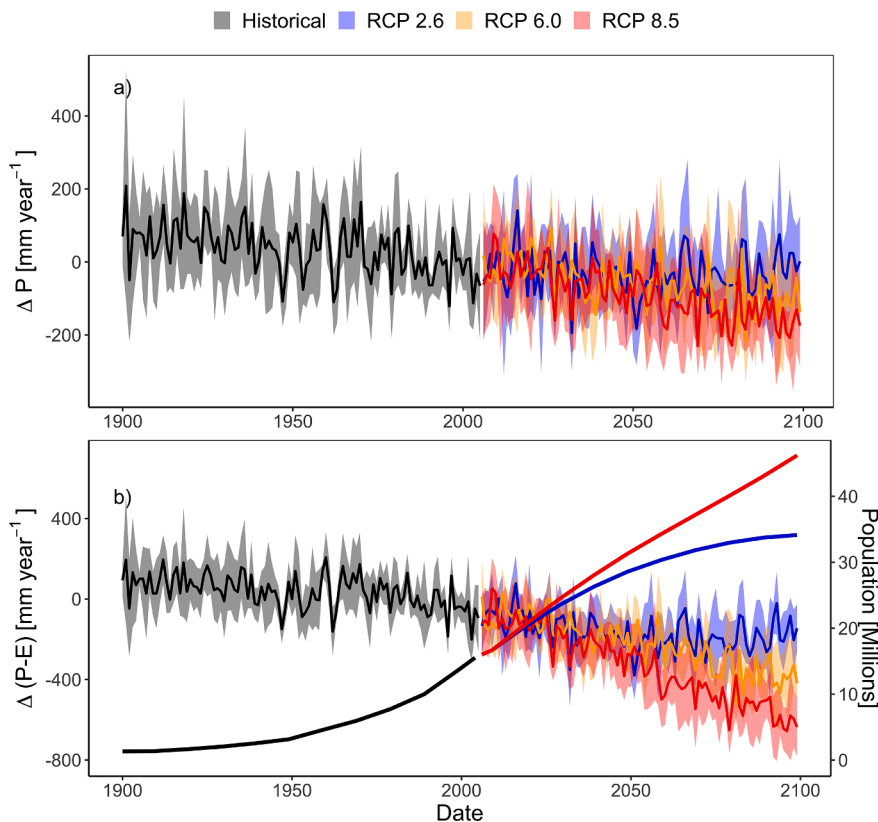 Historical RCP 2.6 RCP 6.0 RCP 8.5
a)
Δ P [mm year⁻¹ ]
400
200
0
-200
1900 1950 2000 2050 2100
b)
Δ (P-E) [mm year⁻¹ ]
400
0
-400
-800
40
30
20
10
0
Population [Millions]
1900 1950 2000 2050 2100
Date